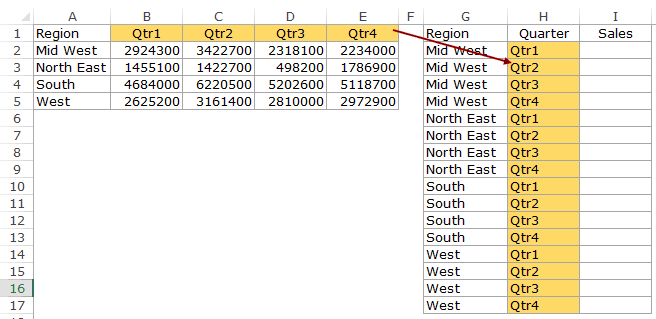 A B C D E F G H I
1 Region Qtr1 Qtr2 Qtr3 Qtr4 Region Quarter Sales
2 Mid West 2924300 3422700 2318100 2234000 Mid West Qtr1
3 North East 1455100 1422700 498200 1786900 Mid West Qtr2
4 South 4684000 6220500 5202600 5118700 Mid West Qtr3
5 West 2625200 3161400 2810000 2972900 Mid West Qtr4
6 North East Qtr1
7 North East Qtr2
8 North East Qtr3
9 North East Qtr4
10 South Qtr1
11 South Qtr2
12 South Qtr3
13 South Qtr4
14 West Qtr1
15 West Qtr2
16 West Qtr3
17 West Qtr4